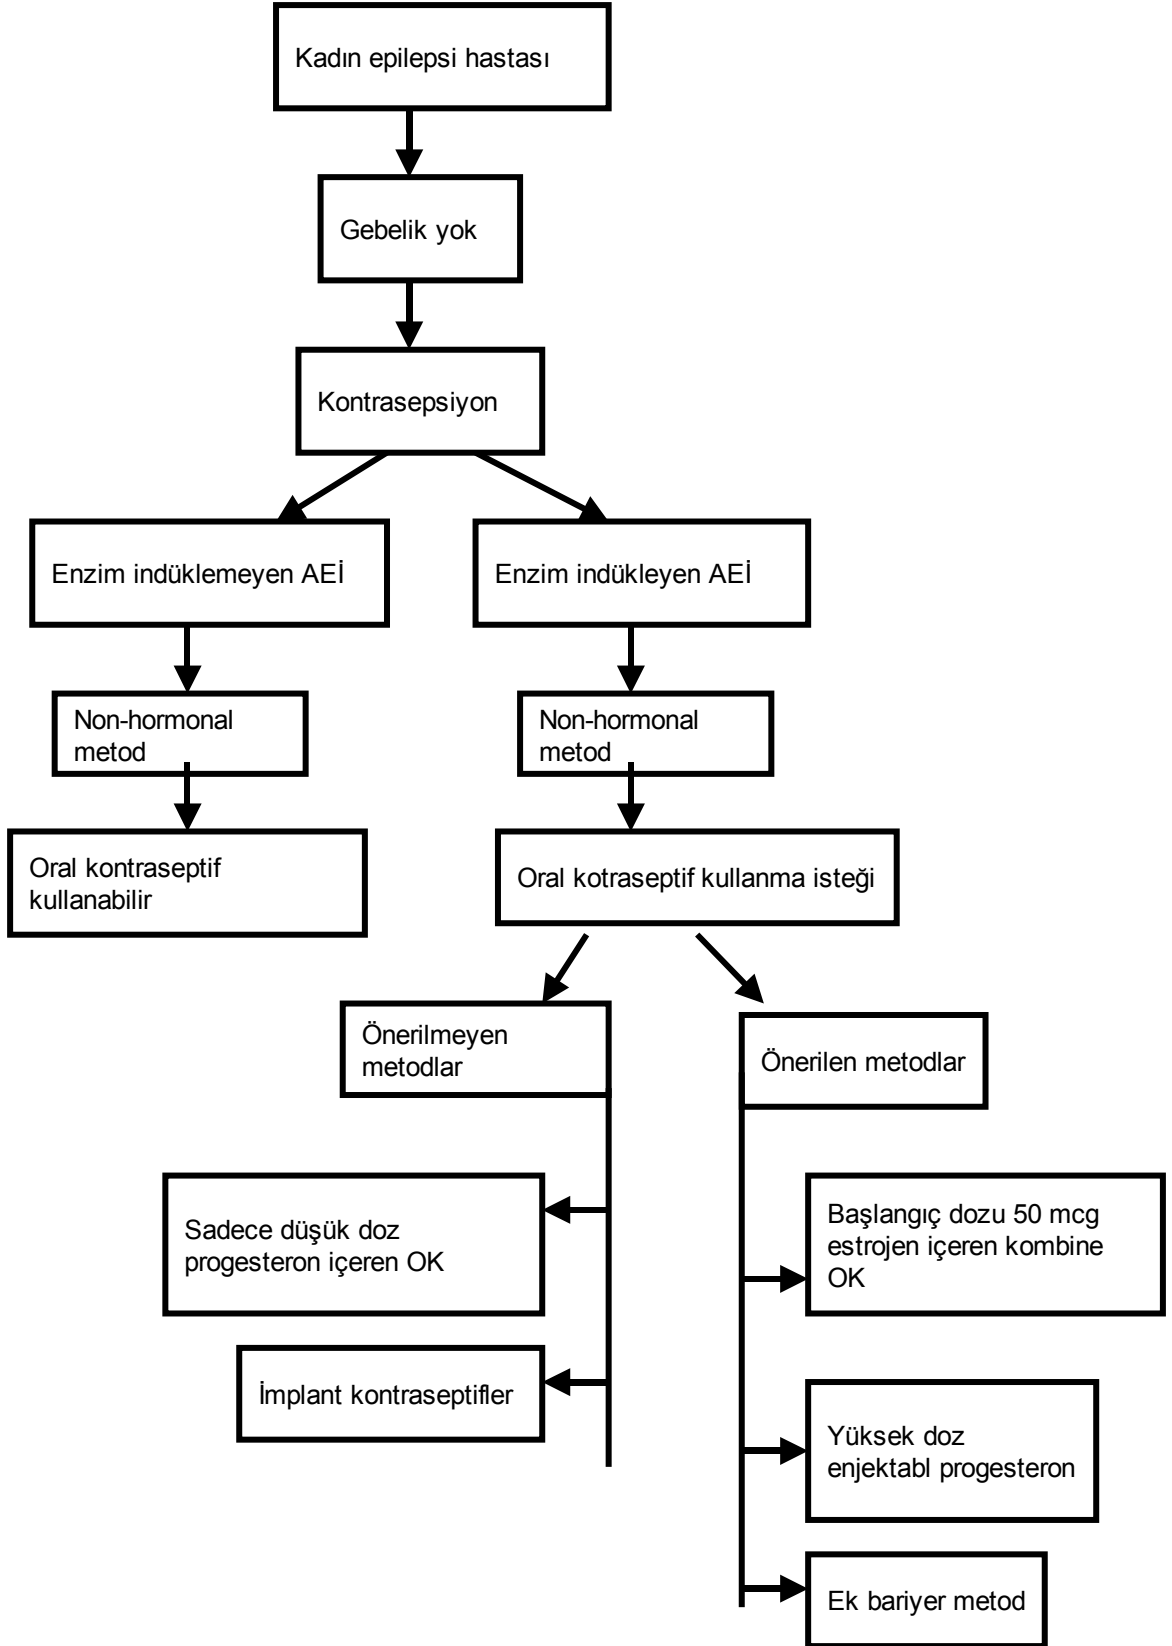 Kadın epilepsi hastası
Gebelik yok
Kontrasepsiyon
Enzim indüklemeyen AEİ
Enzim indükleyen AEİ
Non-hormonal
metod
Non-hormonal
metod
Oral kontraseptif
kullanabilir
Oral kotraseptif kullanma isteği
Önerilmeyen
metodlar
Önerilen metodlar
Sadece düşük doz
progesteron içeren OK
Başlangıç dozu 50 mcg
estrojen içeren kombine
OK
İmplant kontraseptifler
Yüksek doz
enjektabl progesteron
Ek bariyer metod